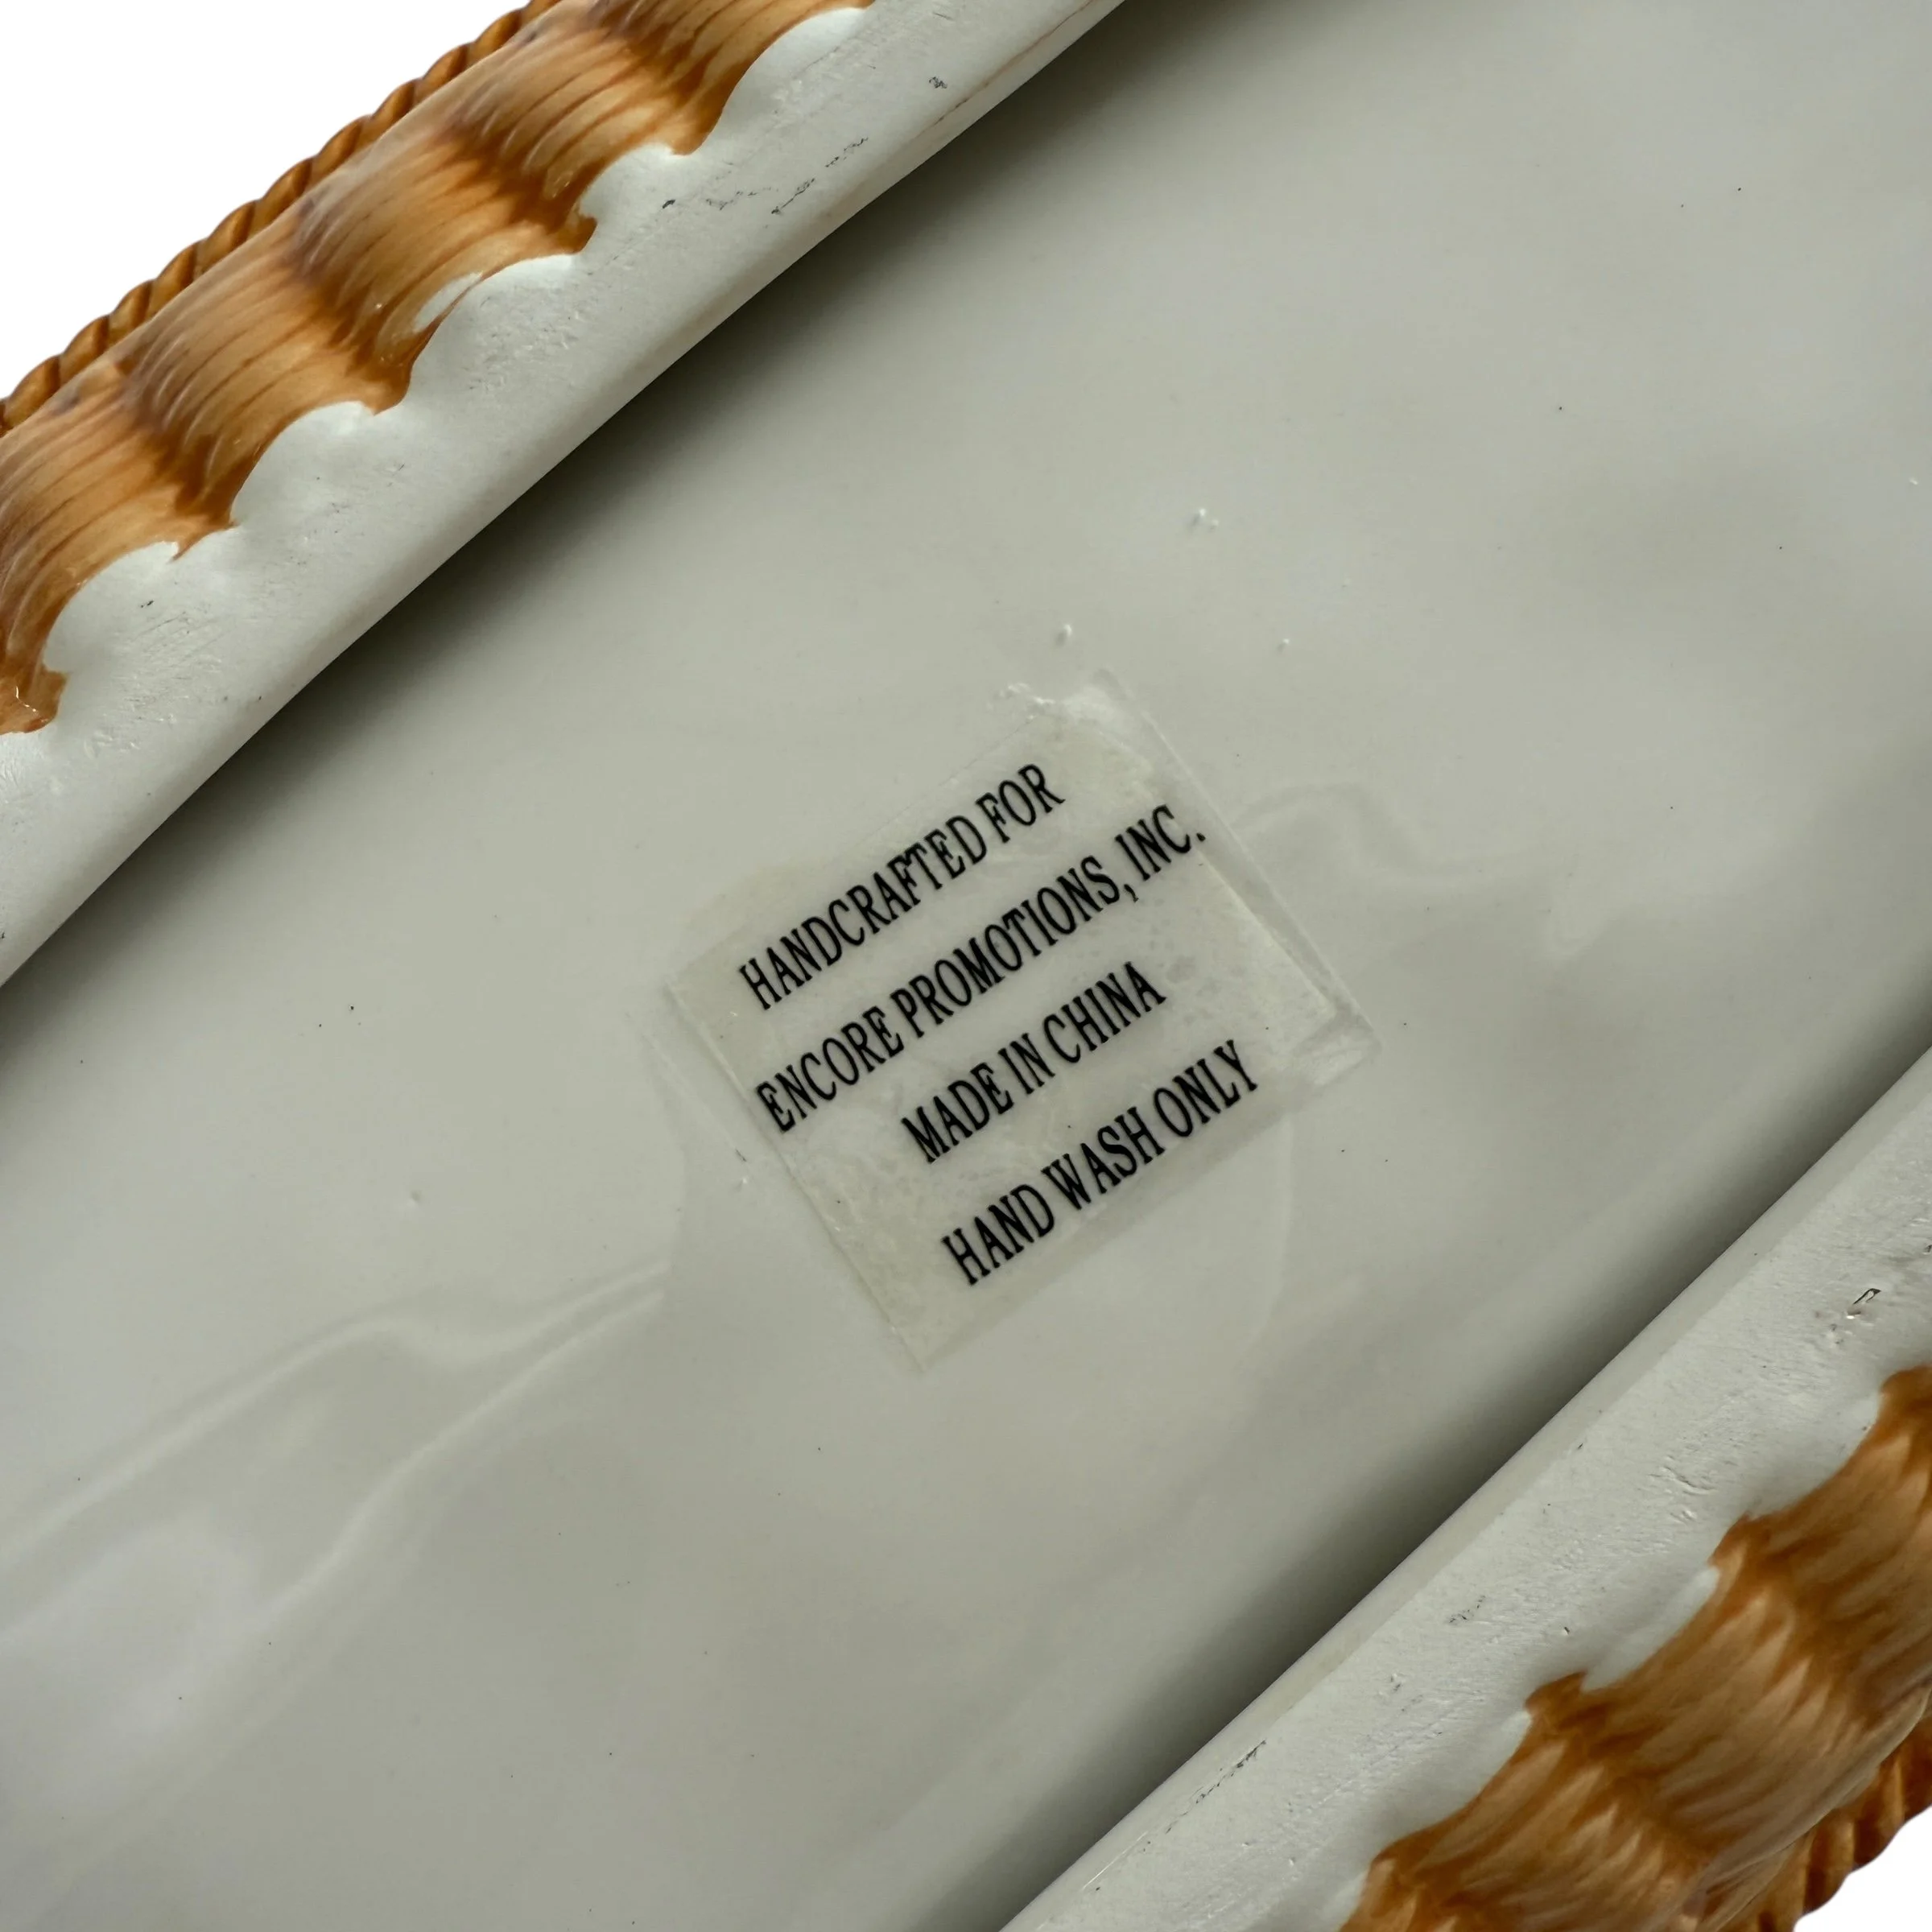 HANDCRAFTED FOR
ENCORE PROMOTIONS, INC.
MADE IN CHINA
HAND WASH ONLY